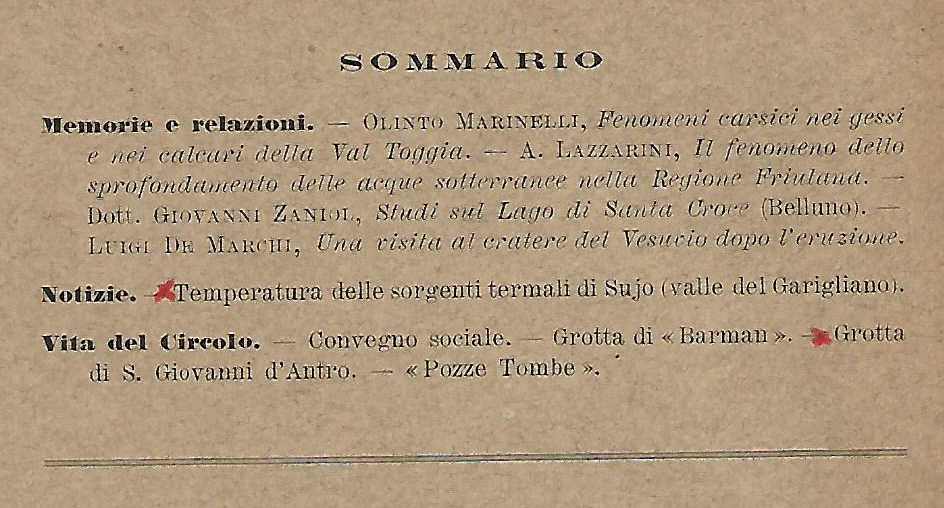 SOMMARIO
Memorie e relazioni. — OLINTO MARINELLI, Fenomeni carsici nei gessi
e nei calcari della Val Toggia. — A. LAZZARINI, Il fenomeno dello
sprofondamento delle acque sotterranee nella Regione Friulana. —
Dott. GIOVANNI ZANIOL, Studi sul Lago di Santa Croce (Belluno). —
LUIGI DE MARCHI, Una visita al cratere del Vesuvio dopo l'eruzione.
Notizie. — Temperatura delle sorgenti termali di Sujo (valle del Garigliano).
Vita del Circolo. — Convegno sociale. — Grotta di « Barman ». — Grotta
di S. Giovanni d'Antro. — « Pozze Tombe ».